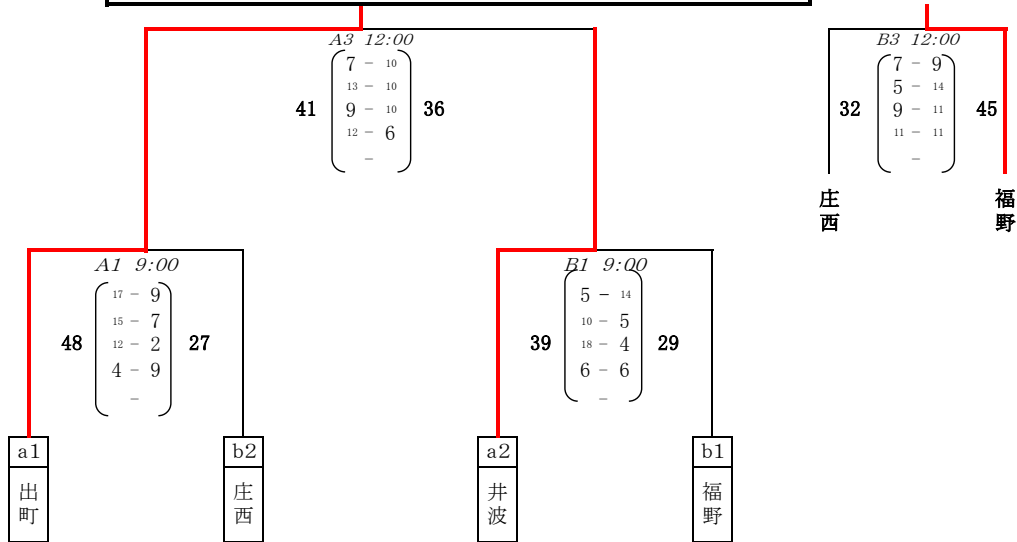 A3 12:00
7 - 10
13 - 10
41 9 - 10 36
12 - 6
-
B3 12:00
7 - 9
5 - 14
32 9 - 11 45
11 - 11
-
庄西
福野
A1 9:00
17 - 9
15 - 7
48 12 - 2 27
4 - 9
-
B1 9:00
5 - 14
10 - 5
39 18 - 4 29
6 - 6
-
a1
出町
b2
庄西
a2
井波
b1
福野